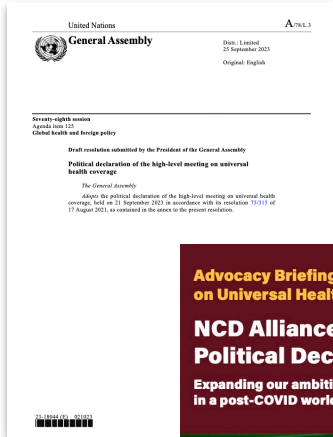 United Nations
A/78/L.3
General Assembly
Distr.: Limited
25 September 2023
Original: English
Seventy-eighth session
Agenda item 125
Global health and foreign policy
Draft resolution submitted by the President of the General Assembly
Political declaration of the high-level meeting on universal
health coverage
The General Assembly
Adopts the political declaration of the high-level meeting on universal health
coverage, held on 21 September 2023 in accordance with its resolution 75/315 of
17 August 2021, as contained in the annex to the present resolution.
23-18044 (E) 021023
Advocacy Briefing
on Universal Healt
NCD Alliance
Political Dec
Expanding our ambiti
in a post-COVID world